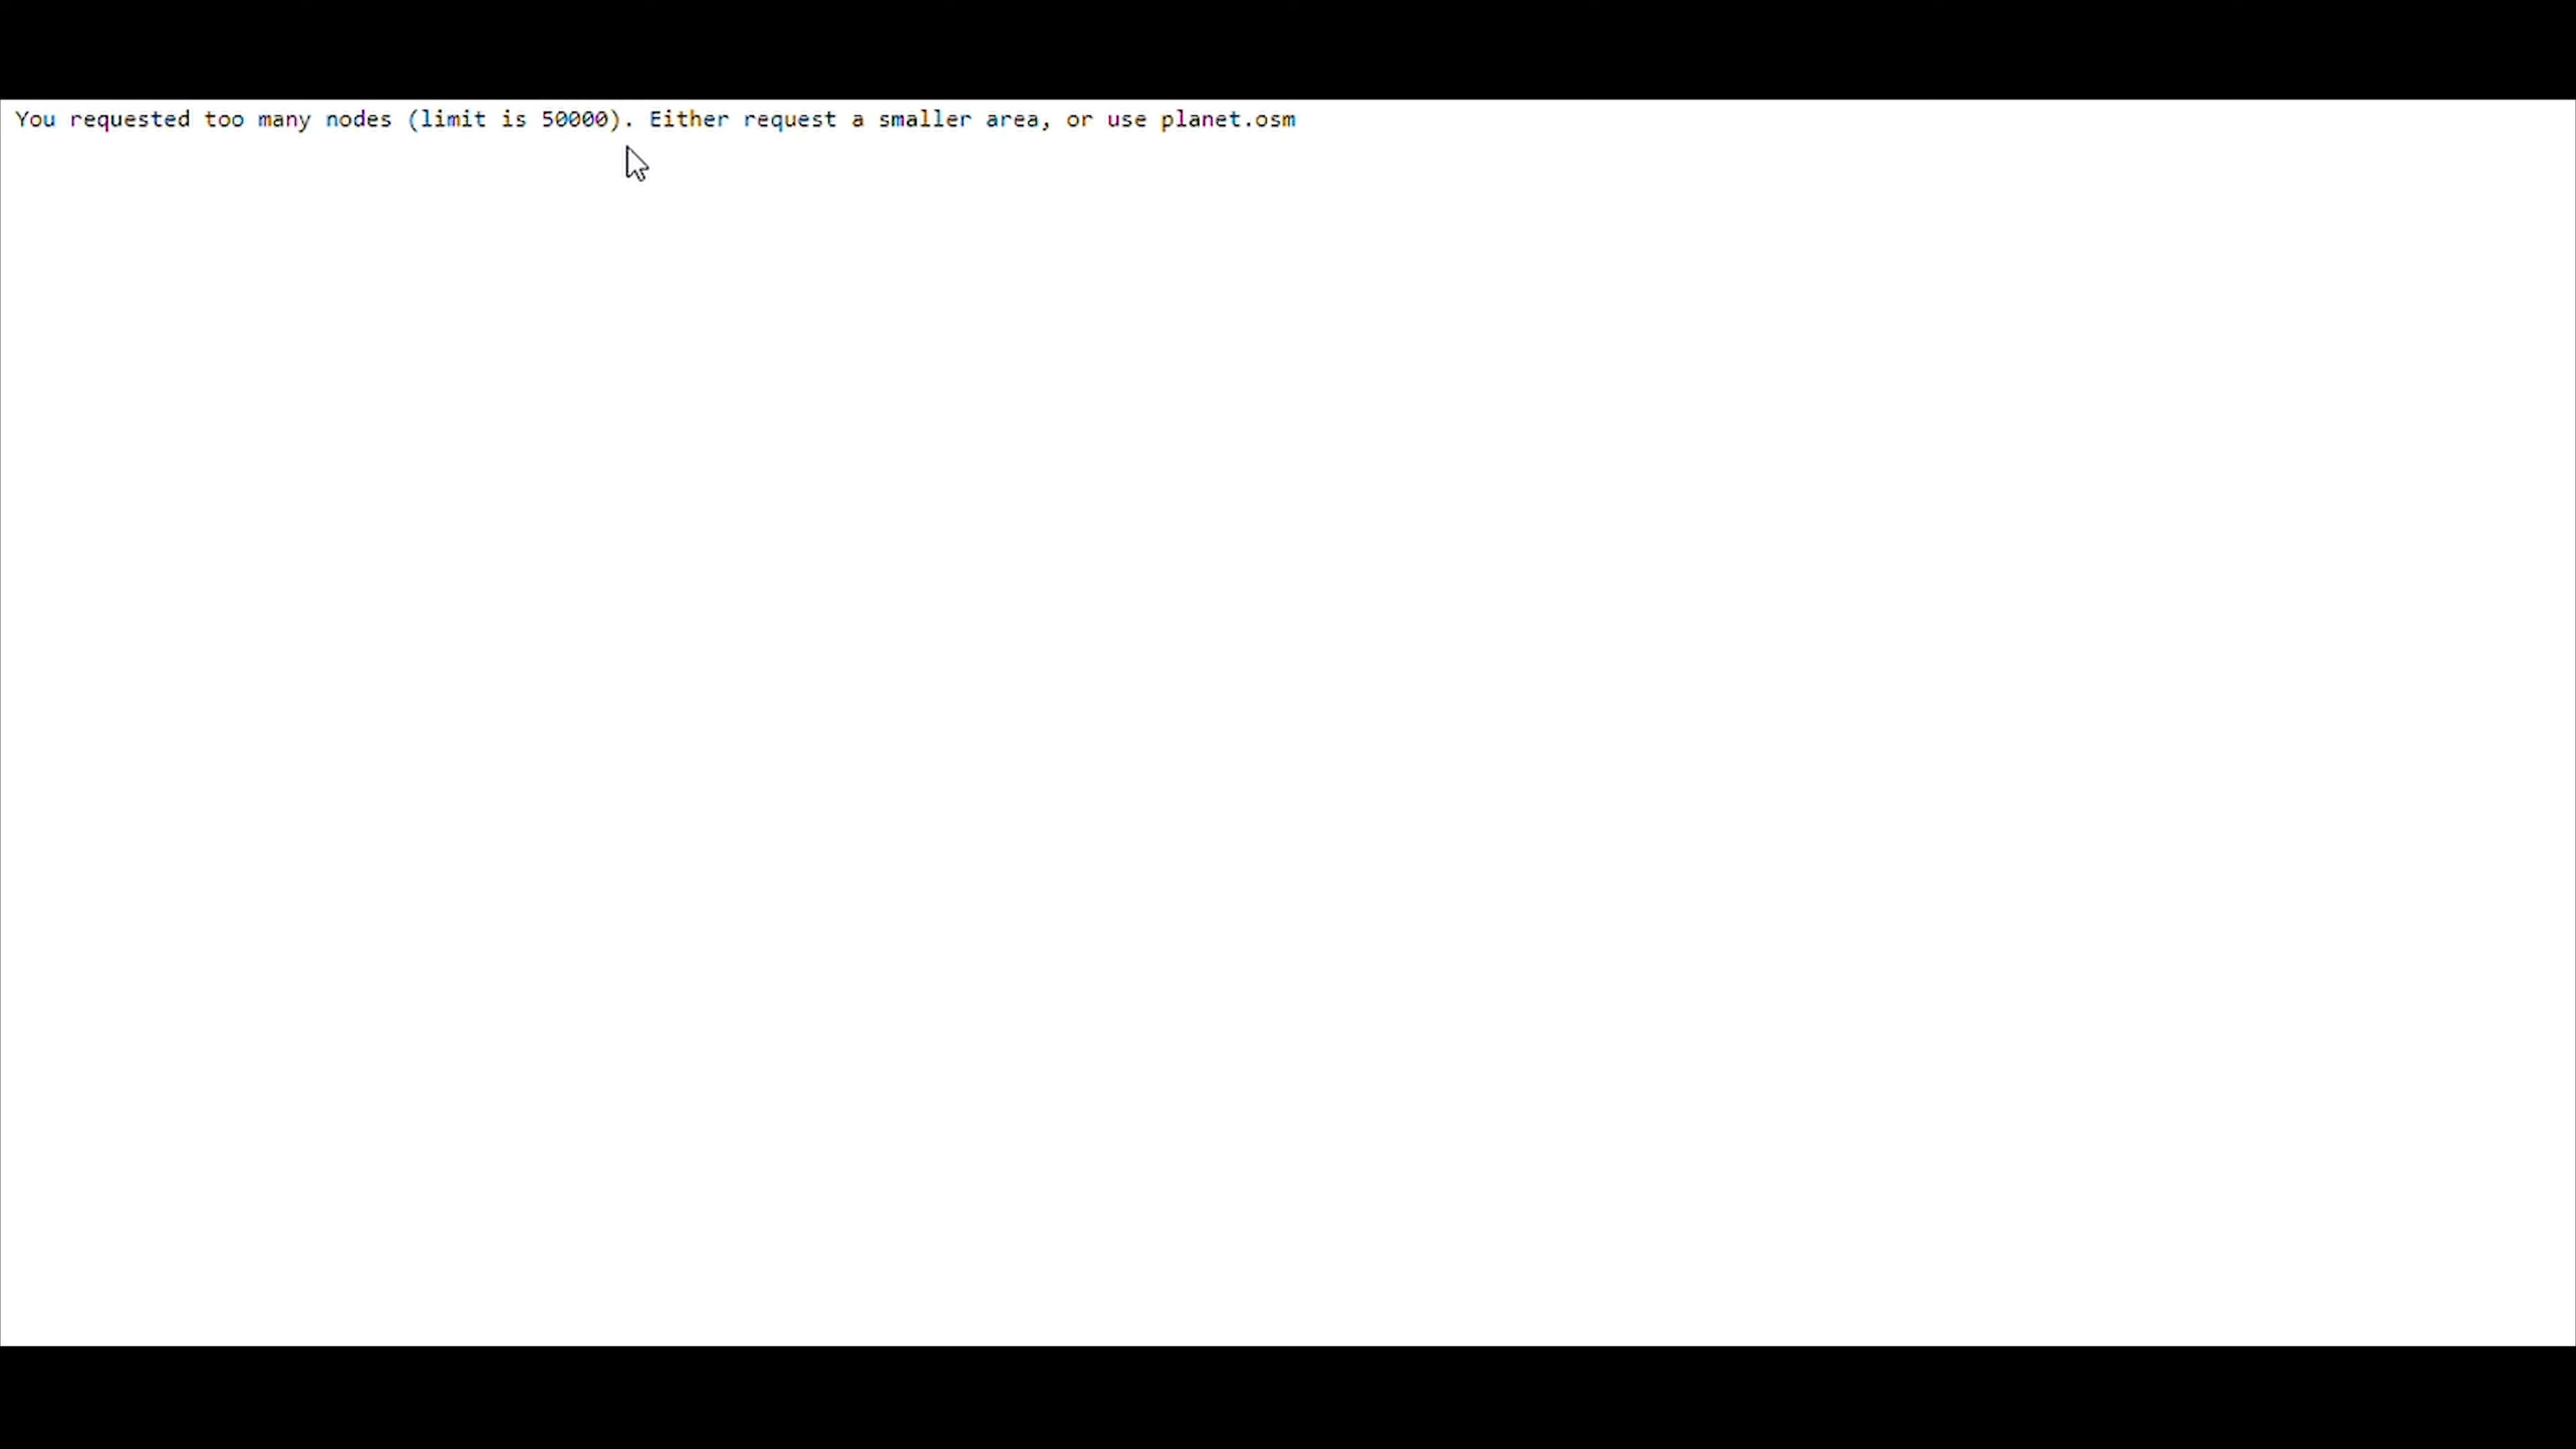 You requested too many nodes (limit is 50000). Either request a smaller area, or use planet.osm